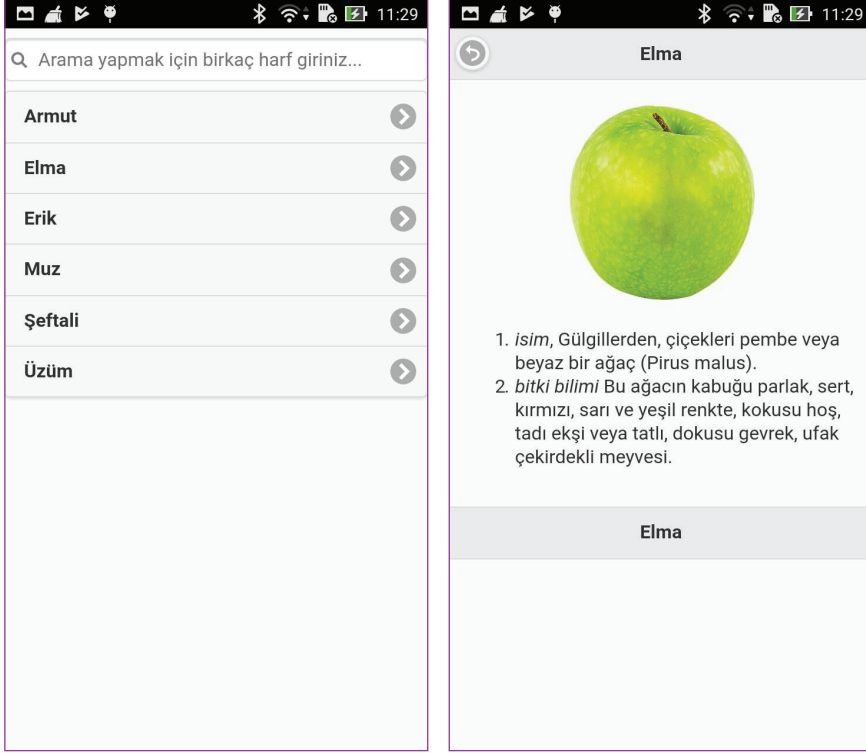 11:29
Arama yapmak için birkaç harf giriniz...
Armut
Elma
Erik
Muz
Şeftali
Üzüm
11:29
Elma
1. isim, Gülgillerden, çiçekleri pembe veya
beyaz bir ağaç (Pirus malus).
2. bitki bilimi Bu ağacın kabuğu parlak, sert,
kırmızı, sarı ve yeşil renkte, kokusu hoş,
tadı ekşi veya tatlı, dokusu gevrek, ufak
çekirdekli meyvesi.
Elma